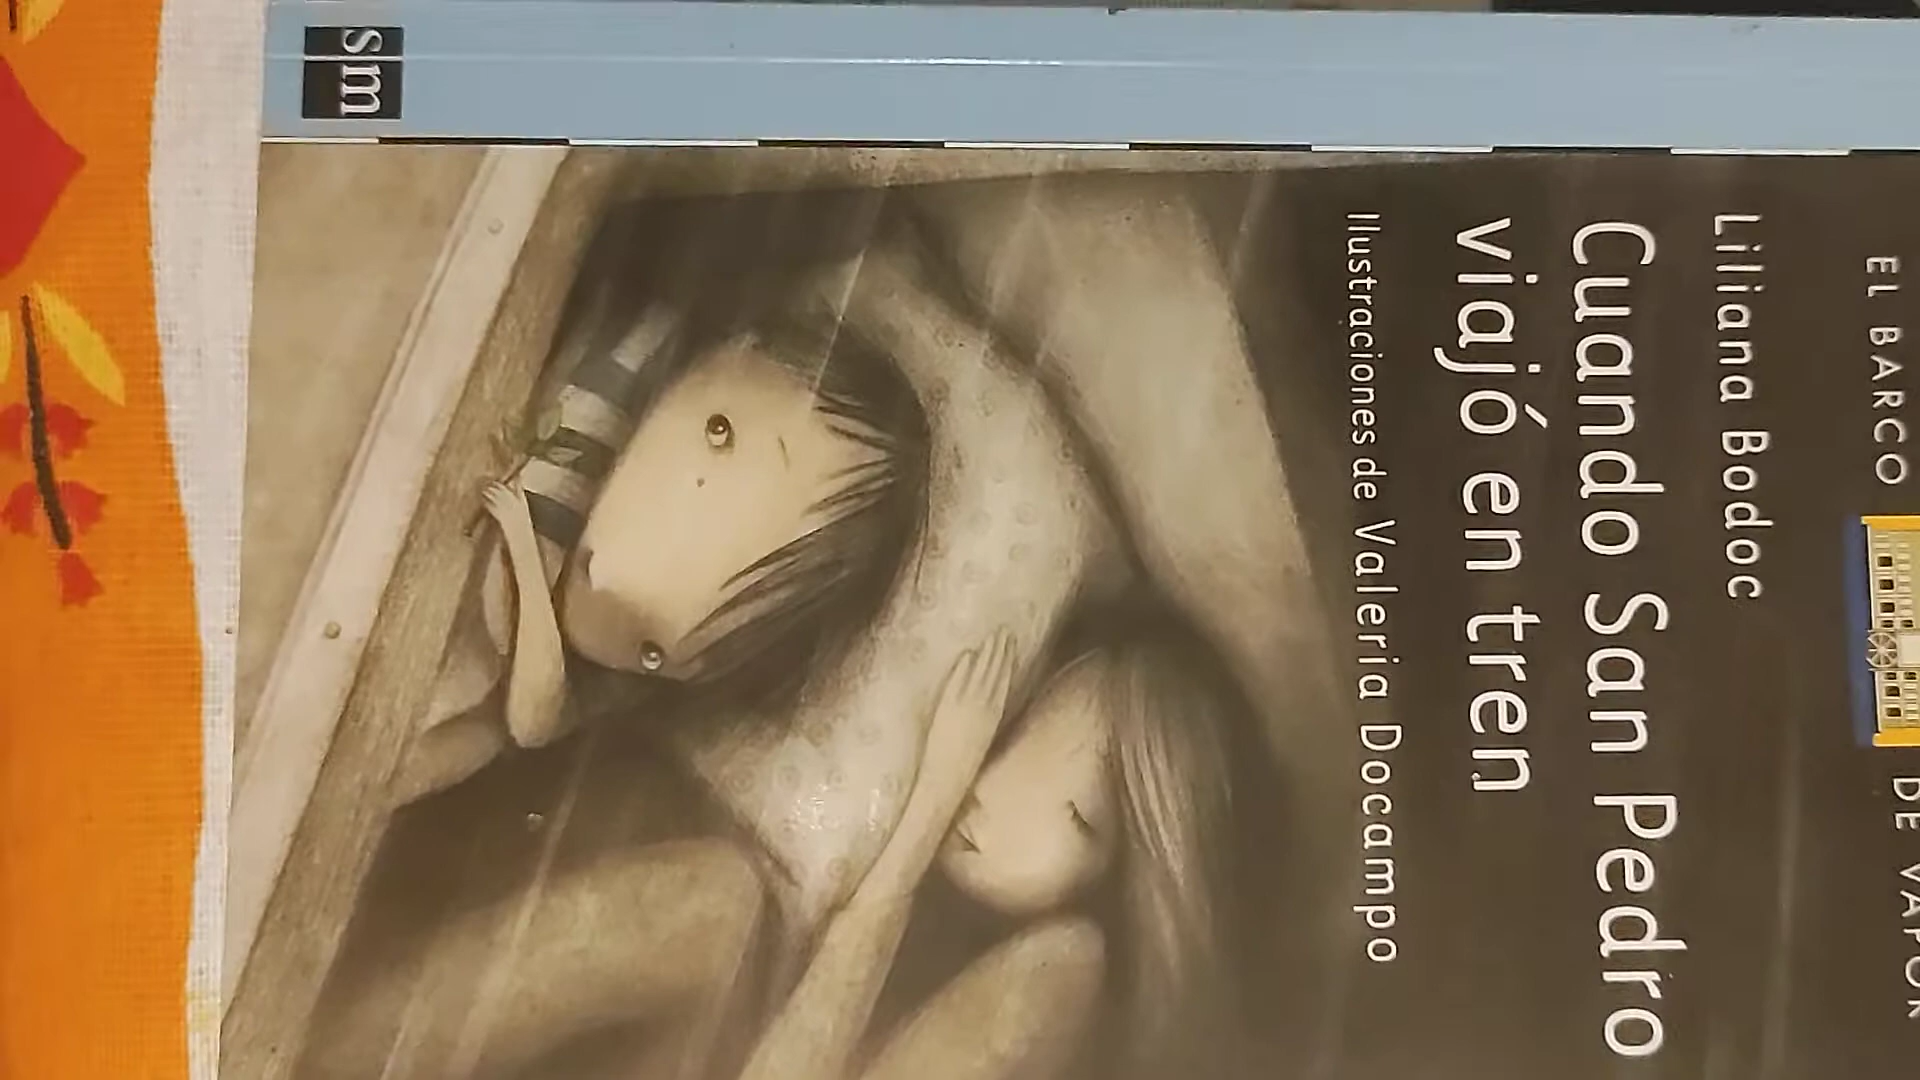 EL BARCO DE VAPOR
Liliana Bodoc
Cuando San Pedro
viajó en tren
Ilustraciones de Valeria Docampo
sm